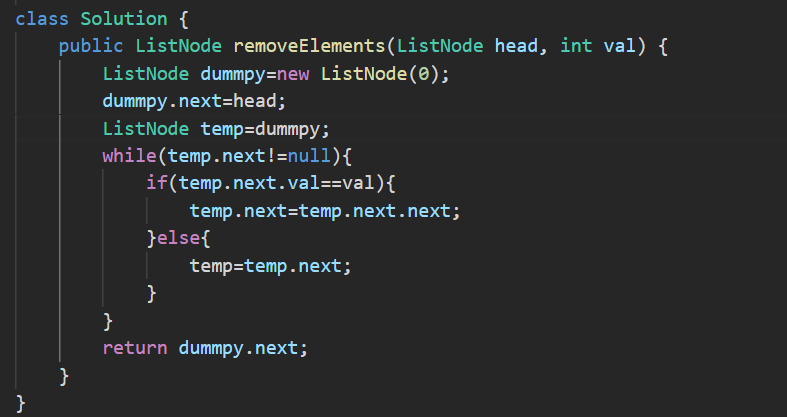 class Solution {
    public ListNode removeElements(ListNode head, int val) {
        ListNode dummpy=new ListNode(0);
        dummpy.next=head;
        ListNode temp=dummpy;
        while(temp.next!=null){
            if(temp.next.val==val){
                temp.next=temp.next.next;
            }else{
                temp=temp.next;
            }
        }
        return dummpy.next;
    }
}